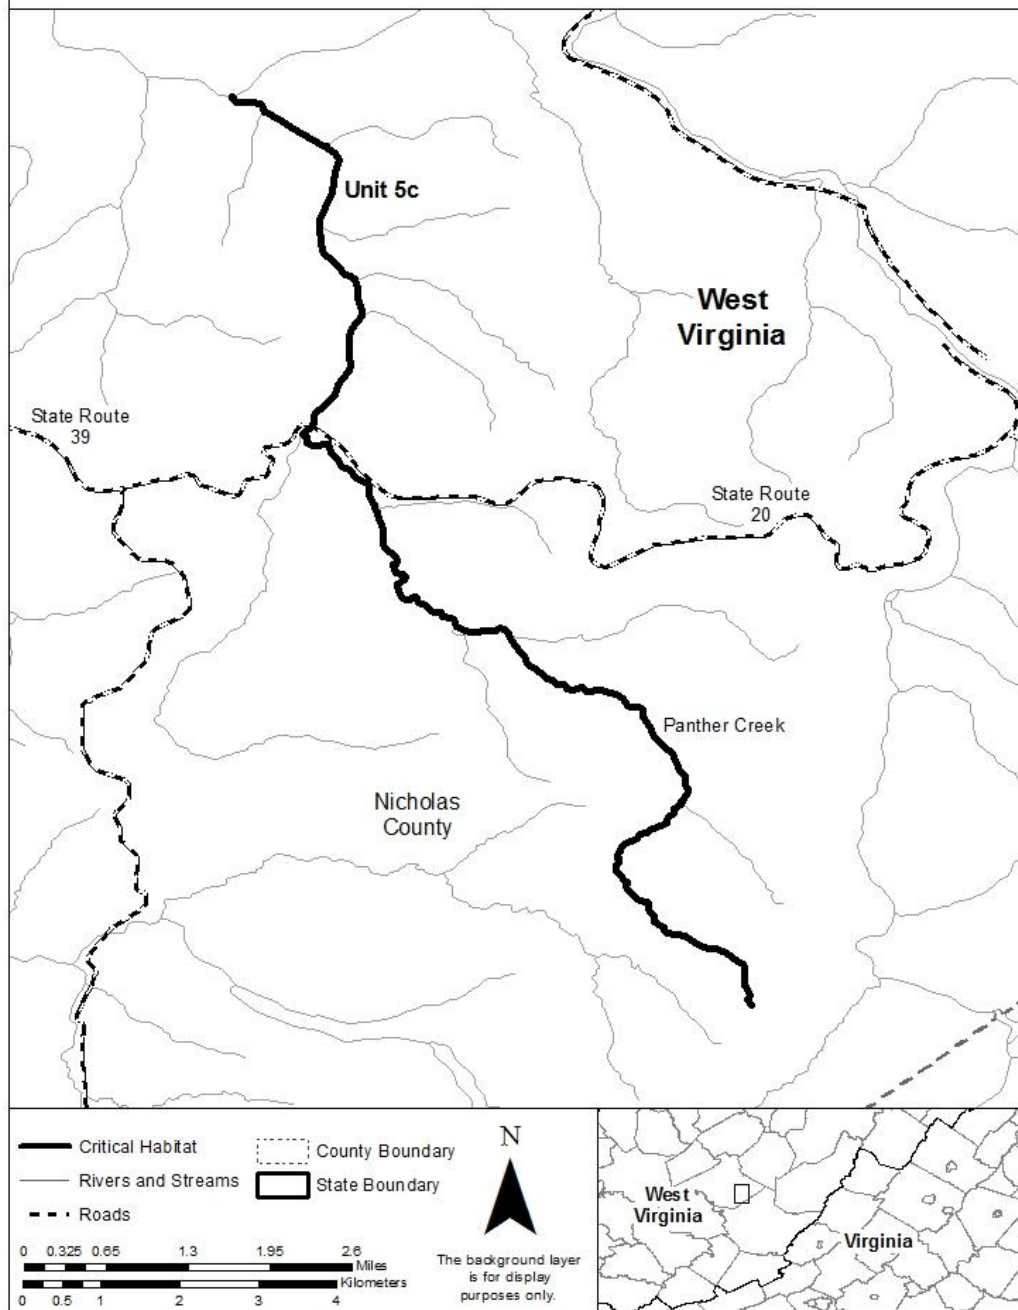 Unit 5c
West
Virginia
State Route
39
State Route
20
Panther Creek
Nicholas
County
Critical Habitat
Rivers and Streams
Roads
County Boundary
State Boundary
0 0.325 0.65 1.3 1.95 2.6
Miles
Kilometers
0 0.5 1 2 3 4
N
The background layer
is for display
purposes only.
West
Virginia
Virginia